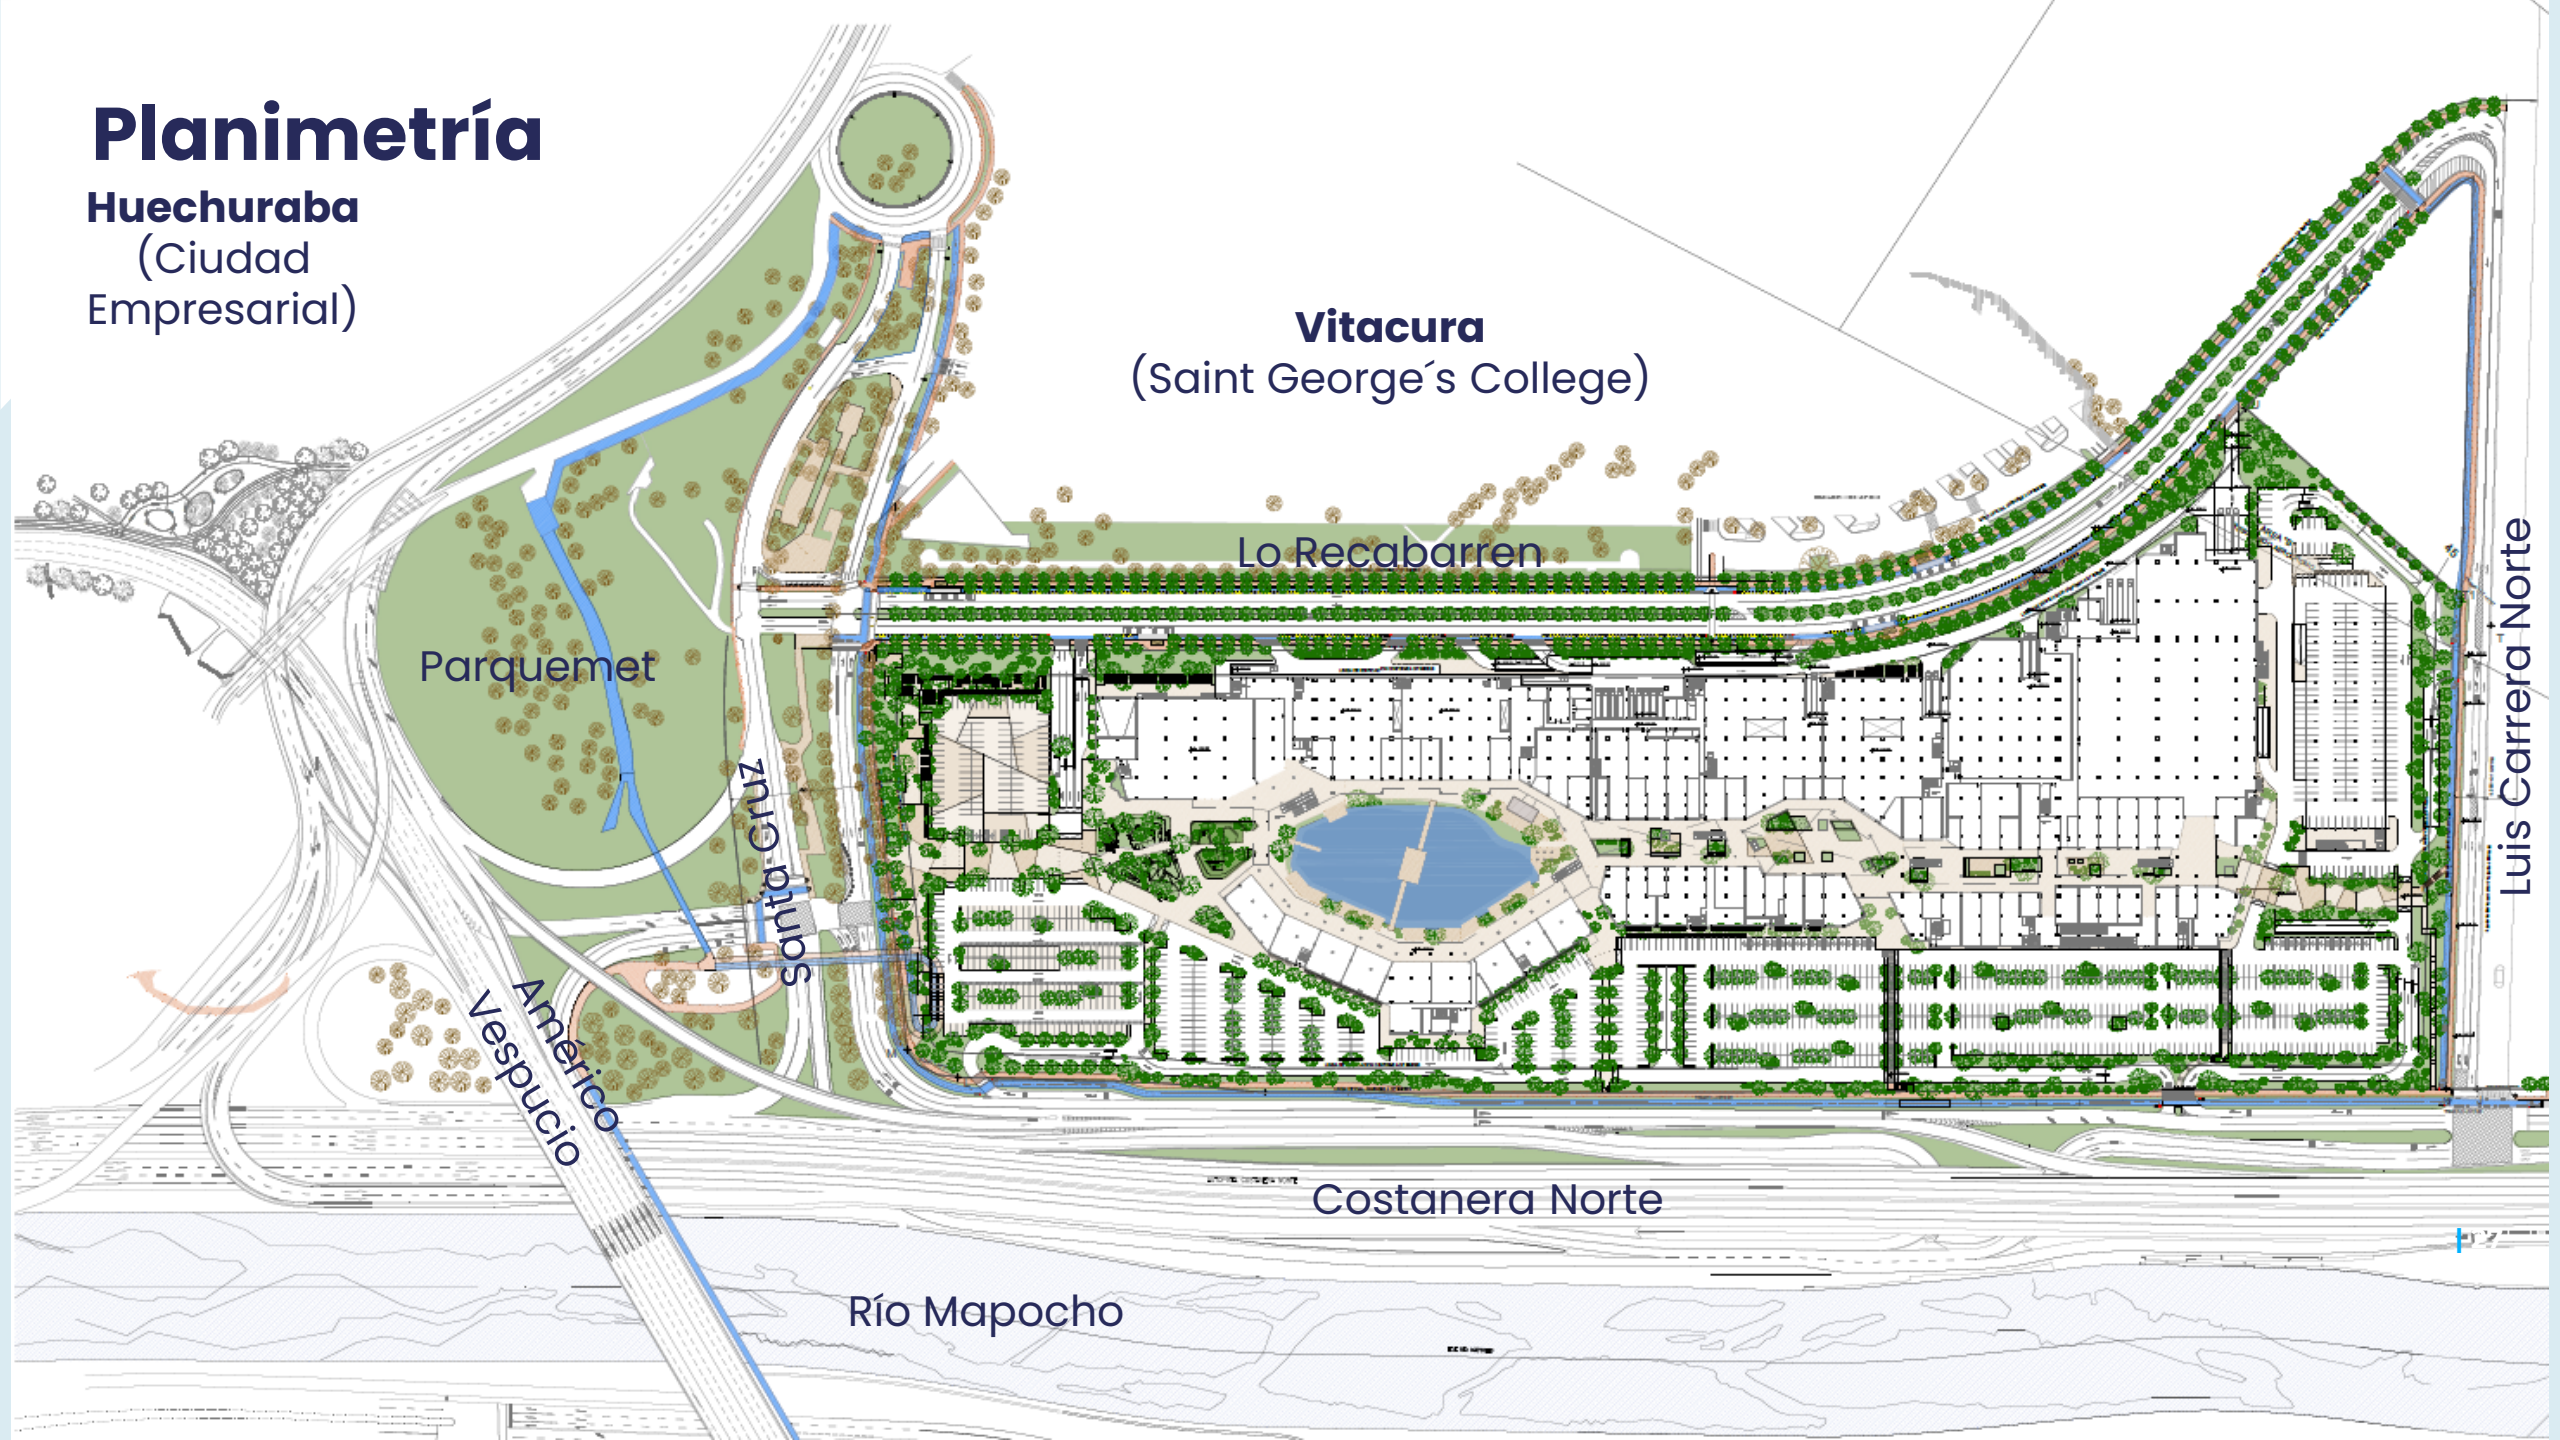 Planimetría
Huechuraba
(Ciudad
Empresarial)
Vitacura
(Saint George´s College)
Lo Recabarren
Parquemet
Santa Cruz
Luis Carrera Norte
Américo
Vespucio
Costanera Norte
Río Mapocho